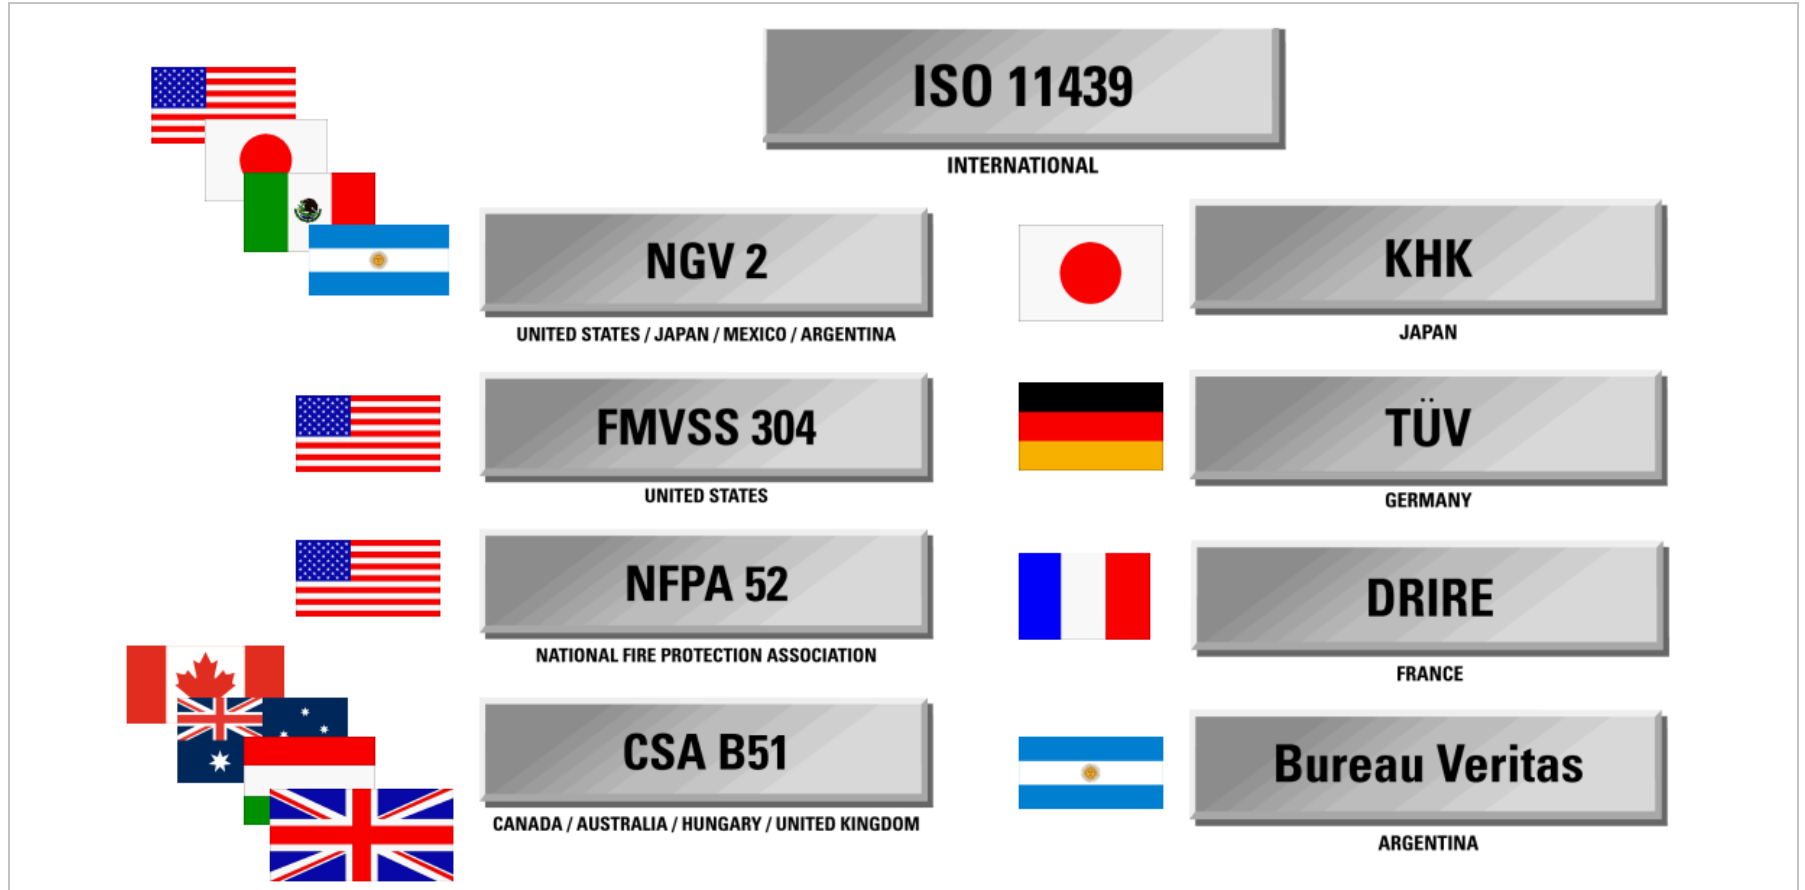 ISO 11439
INTERNATIONAL
NGV 2
UNITED STATES / JAPAN / MEXICO / ARGENTINA
KHK
JAPAN
FMVSS 304
UNITED STATES
TÜV
GERMANY
NFPA 52
NATIONAL FIRE PROTECTION ASSOCIATION
DRIRE
FRANCE
CSA B51
CANADA / AUSTRALIA / HUNGARY / UNITED KINGDOM
Bureau Veritas
ARGENTINA